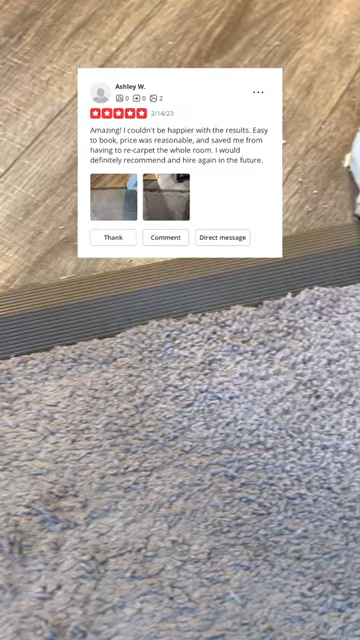 Ashley W.
0 0 2
2/14/23
Amazing! I couldn't be happier with the results. Easy
to book, price was reasonable, and saved me from
having to re-carpet the whole room. I would
definitely recommend and hire again in the future.
Thank Comment Direct message